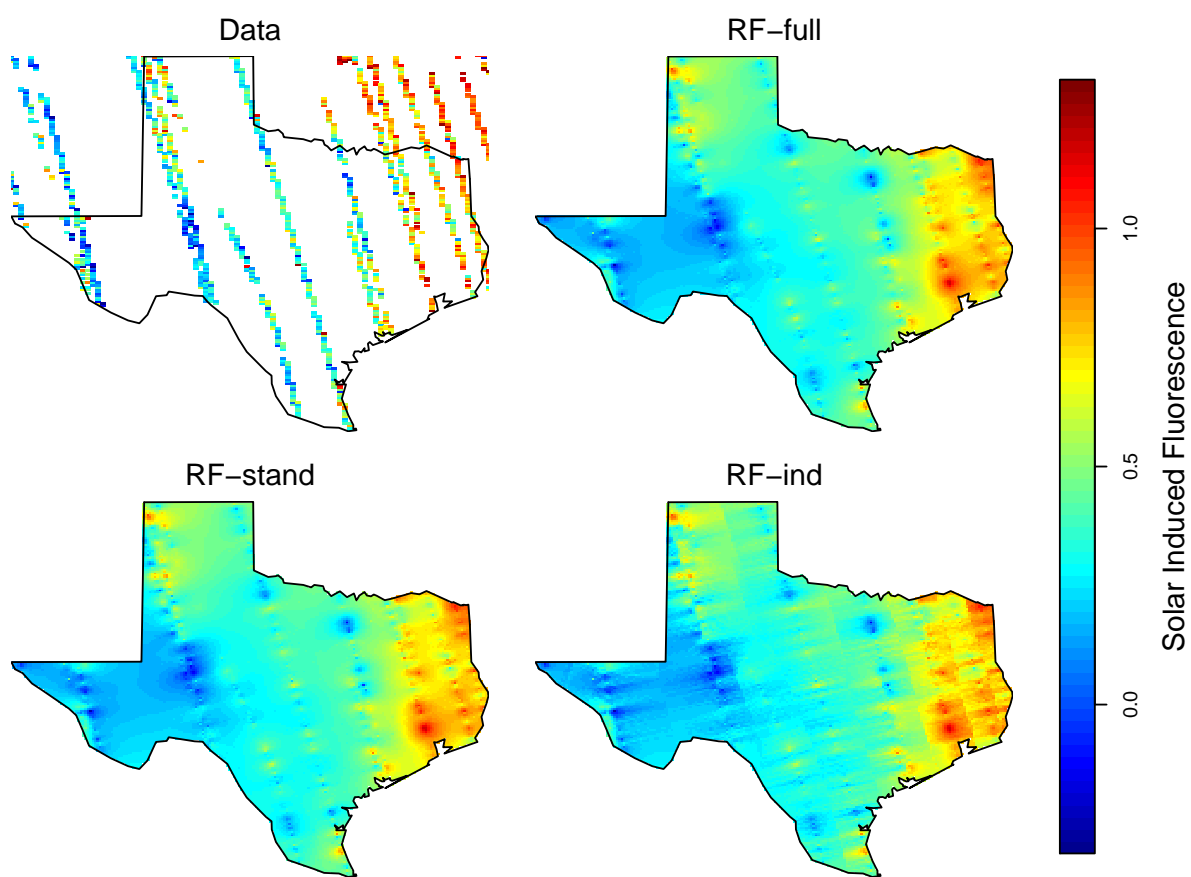 Data
RF−full
RF−stand
RF−ind
1.0
0.5
0.0
Solar Induced Fluorescence